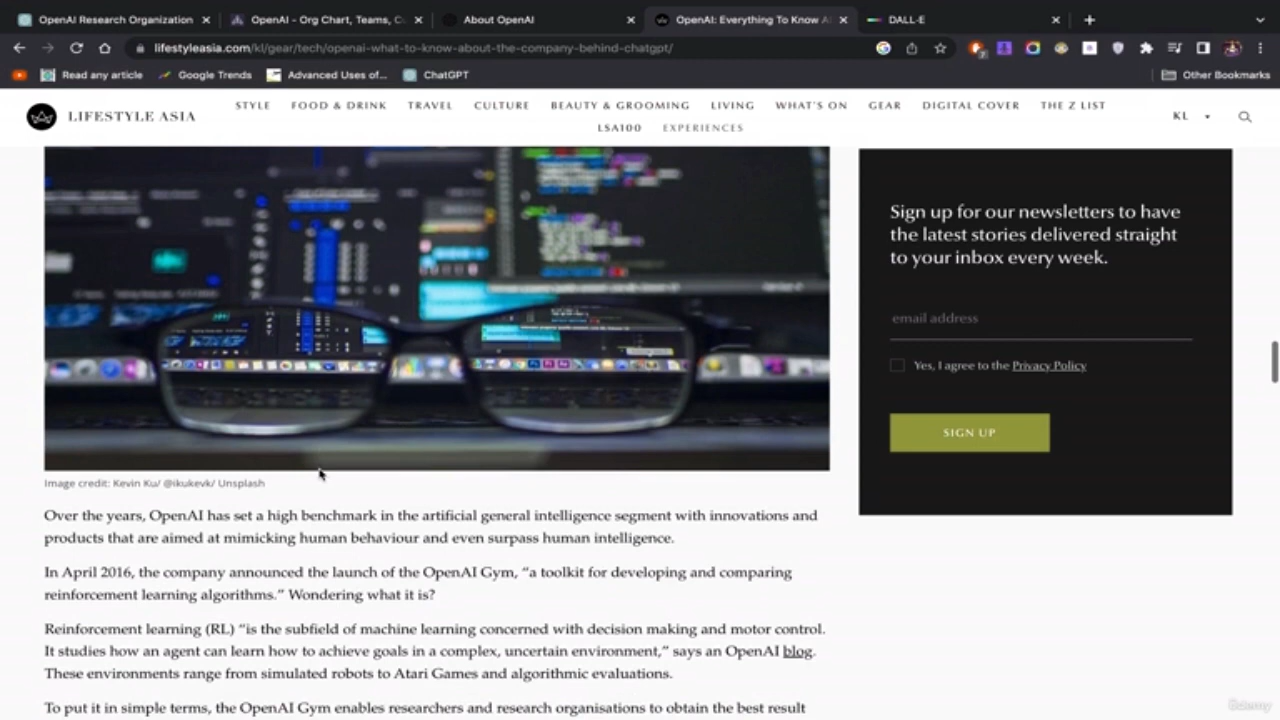 OpenAI Research Organization
OpenAI - Org Chart, Teams, C
About OpenAI
OpenAI: Everything To Know A
DALL·E
lifestyleasia.com/kl/gear/tech/openai-what-to-know-about-the-company-behind-chatgpt/
Read any article
Google Trends
Advanced Uses of...
ChatGPT
Other Bookmarks
LIFESTYLE ASIA
STYLE FOOD & DRINK TRAVEL CULTURE BEAUTY & GROOMING LIVING WHAT'S ON GEAR DIGITAL COVER THE Z LIST
LSA100 EXPERIENCES
KL
Sign up for our newsletters to have
the latest stories delivered straight
to your inbox every week.
email address
Yes, I agree to the Privacy Policy
SIGN UP
Image credit: Kevin Ku/ @ikukevk/ Unsplash
Over the years, OpenAI has set a high benchmark in the artificial general intelligence segment with innovations and
products that are aimed at mimicking human behaviour and even surpass human intelligence.
In April 2016, the company announced the launch of the OpenAI Gym, “a toolkit for developing and comparing
reinforcement learning algorithms.” Wondering what it is?
Reinforcement learning (RL) “is the subfield of machine learning concerned with decision making and motor control.
It studies how an agent can learn how to achieve goals in a complex, uncertain environment,” says an OpenAI blog.
These environments range from simulated robots to Atari Games and algorithmic evaluations.
To put it in simple terms, the OpenAI Gym enables researchers and research organisations to obtain the best result
Udemy